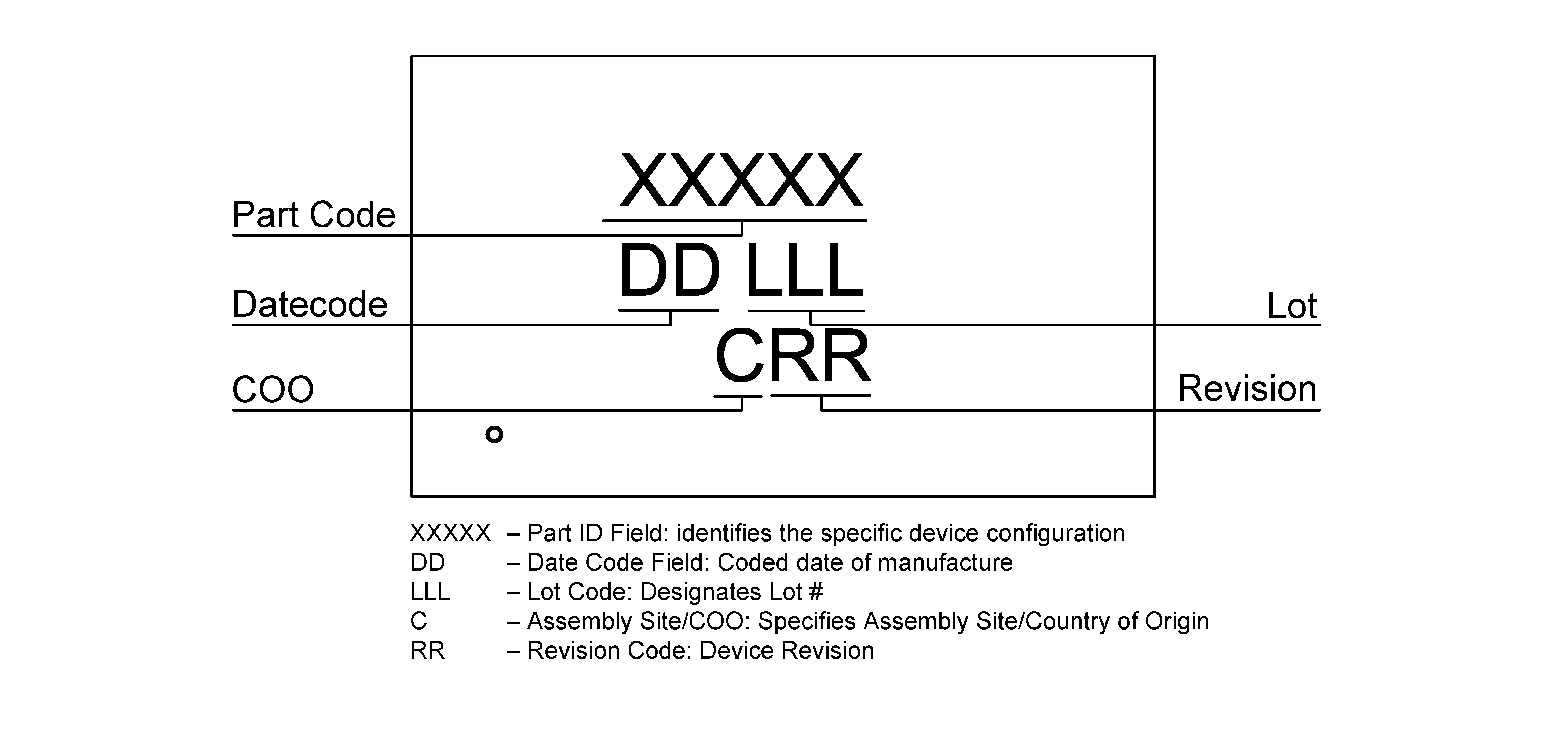 XXXXX
Part Code
DD LLL
Datecode
Lot
CRR
COO
Revision
XXXXX – Part ID Field: identifies the specific device configuration
DD – Date Code Field: Coded date of manufacture
LLL – Lot Code: Designates Lot #
C – Assembly Site/COO: Specifies Assembly Site/Country of Origin
RR – Revision Code: Device Revision